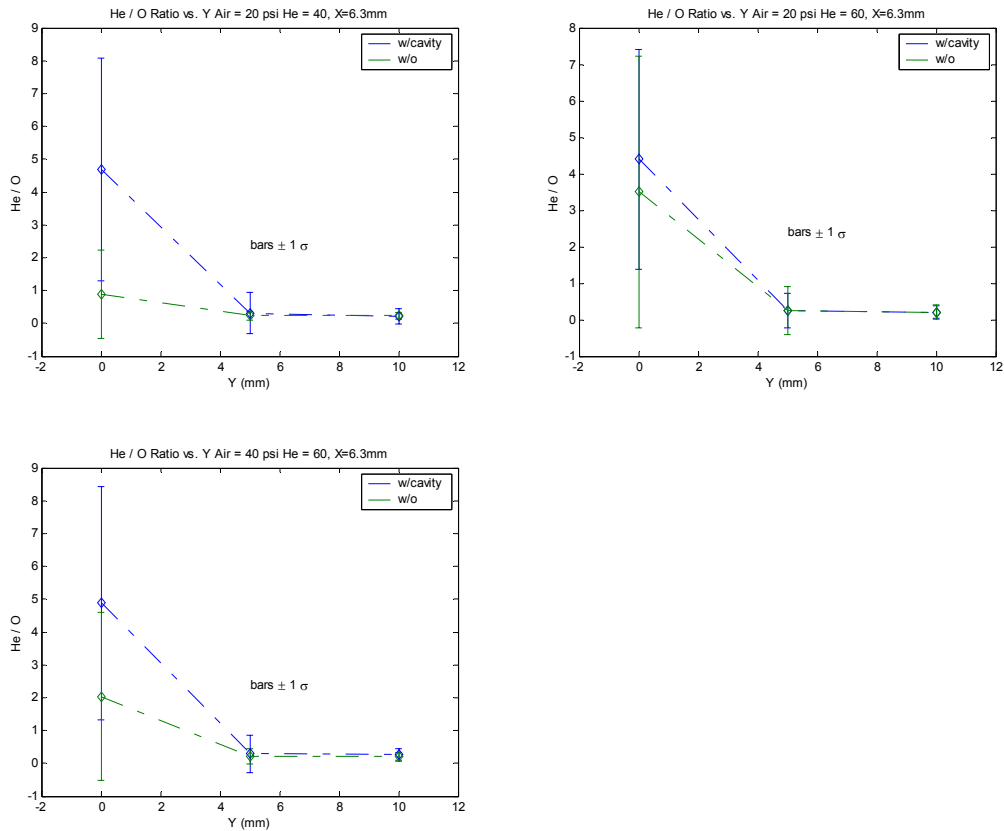 He / O Ratio vs. Y Air = 20 psi He = 40, X=6.3mm
9
8
7
6
5
4
3
2
1
0
-1
He / O
w/cavity
w/o
bars ± 1 σ
-2 0 2 4 6 8 10 12
Y (mm)
He / O Ratio vs. Y Air = 20 psi He = 60, X=6.3mm
8
7
6
5
4
3
2
1
0
-1
He / O
w/cavity
w/o
bars ± 1 σ
-2 0 2 4 6 8 10 12
Y (mm)
He / O Ratio vs. Y Air = 40 psi He = 60, X=6.3mm
9
8
7
6
5
4
3
2
1
0
-1
He / O
w/cavity
w/o
bars ± 1 σ
-2 0 2 4 6 8 10 12
Y (mm)